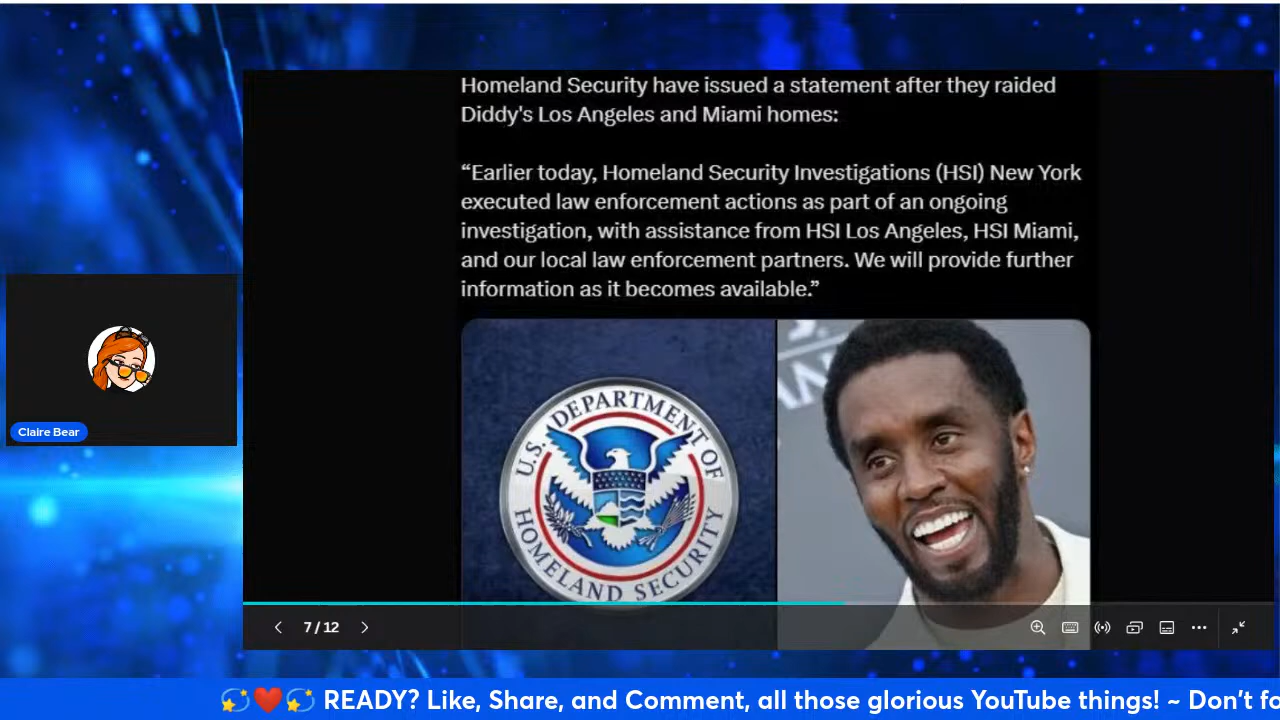 Homeland Security have issued a statement after they raided
Diddy's Los Angeles and Miami homes:
“Earlier today, Homeland Security Investigations (HSI) New York
executed law enforcement actions as part of an ongoing
investigation, with assistance from HSI Los Angeles, HSI Miami,
and our local law enforcement partners. We will provide further
information as it becomes available.”
U.S. DEPARTMENT OF
HOMELAND SECURITY
Claire Bear
7 / 12
💫❤️💫 READY? Like, Share, and Comment, all those glorious YouTube things! ~ Don't fo